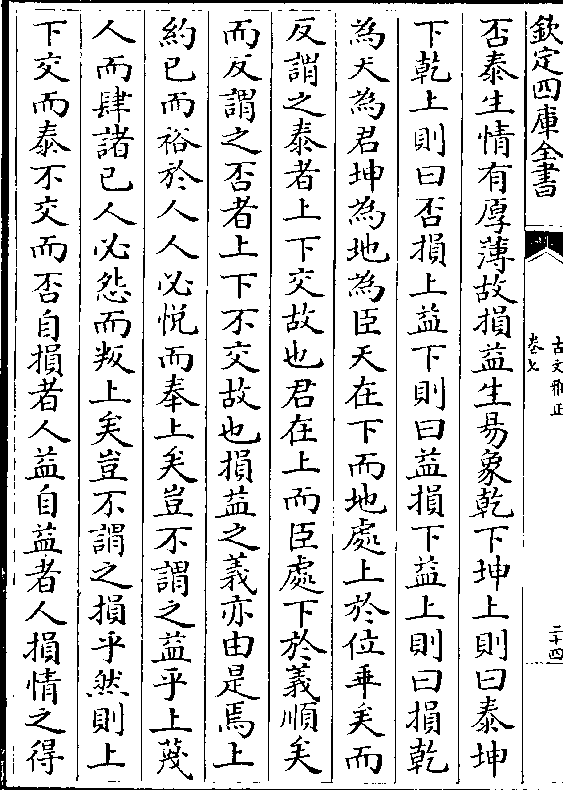 欽定四庫全書
古文雅正
卷七
二十四
否泰生情有厚薄故損益生易象乾下坤上則曰泰坤
下乾上則曰否損上益下則曰益損下益上則曰損乾
為天為君坤為地為臣天在下而地處上於位乖矣而
反謂之泰者上下交故也君在上而臣處下於義順矣
而反謂之否者上下不交故也損益之義亦由是焉上
約已而裕於人人必悅而奉上矣豈不謂之益乎上蔑
人而肆諸已人必怨而叛上矣豈不謂之損乎然則上
下交而泰不交而否自損者人益自益者人損情之得